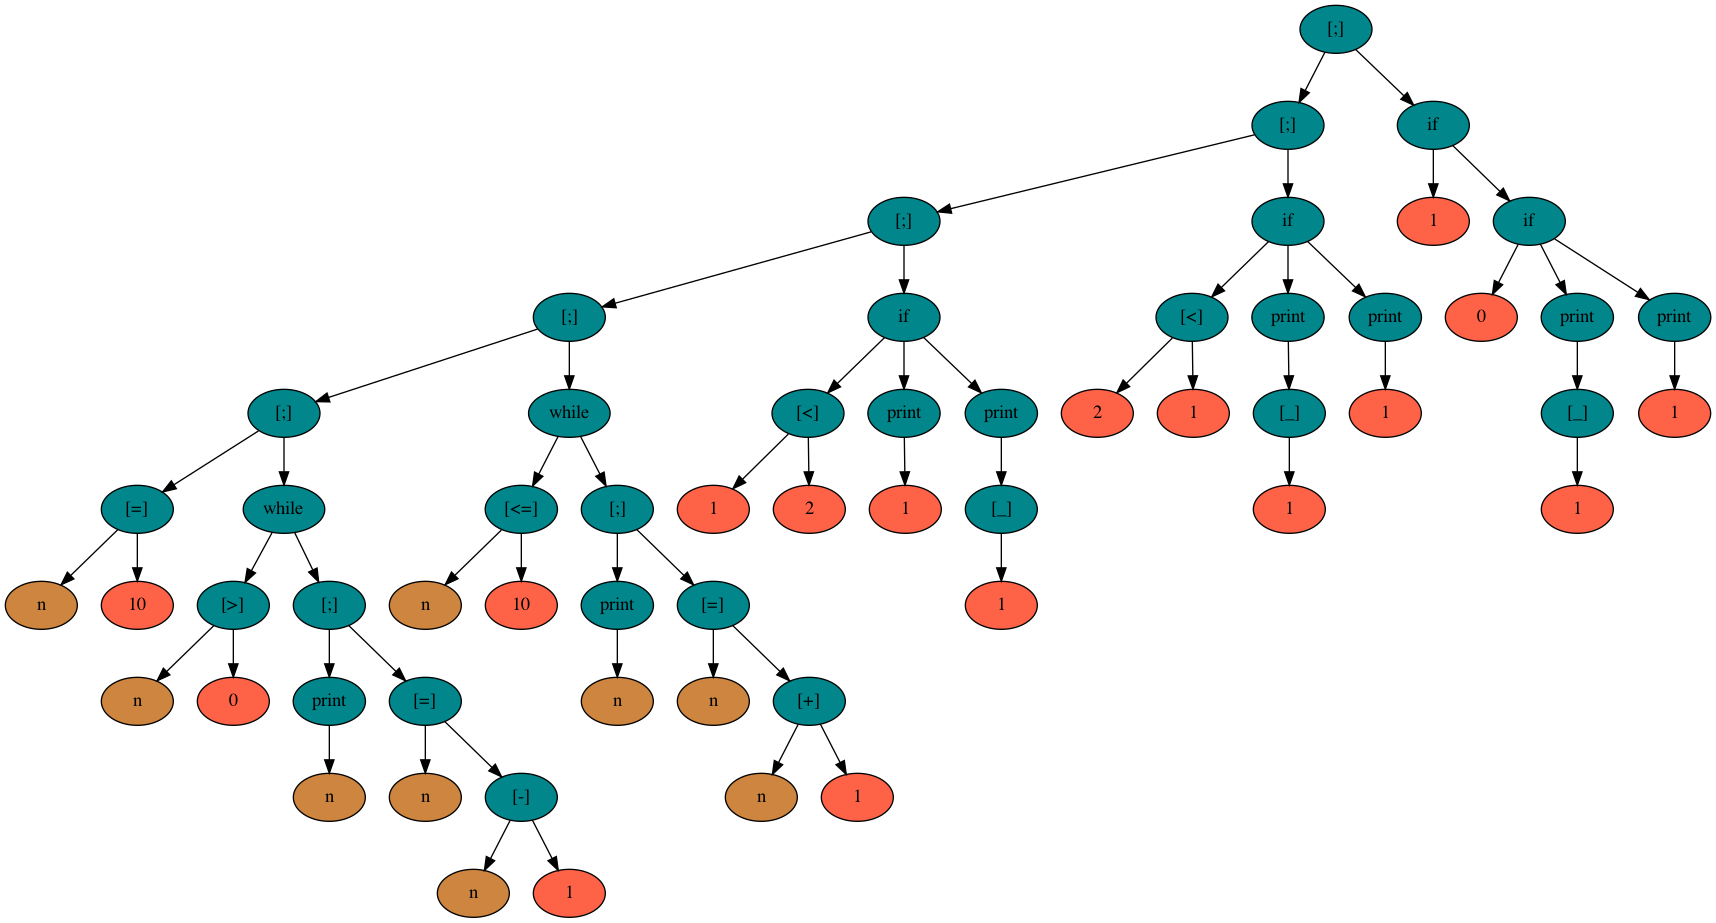 [;]
[;] if
[;] if 1 if
[;] if [<] print print 0 print print
[;] while [<] print print 2 1 [_] 1 [_] 1
[=] while [<=] [;] 1 2 1 [_] 1 1
n 10 [>] [;] n 10 print [=] 1
n 0 print [=] n n [+]
n n [-] n 1
n 1